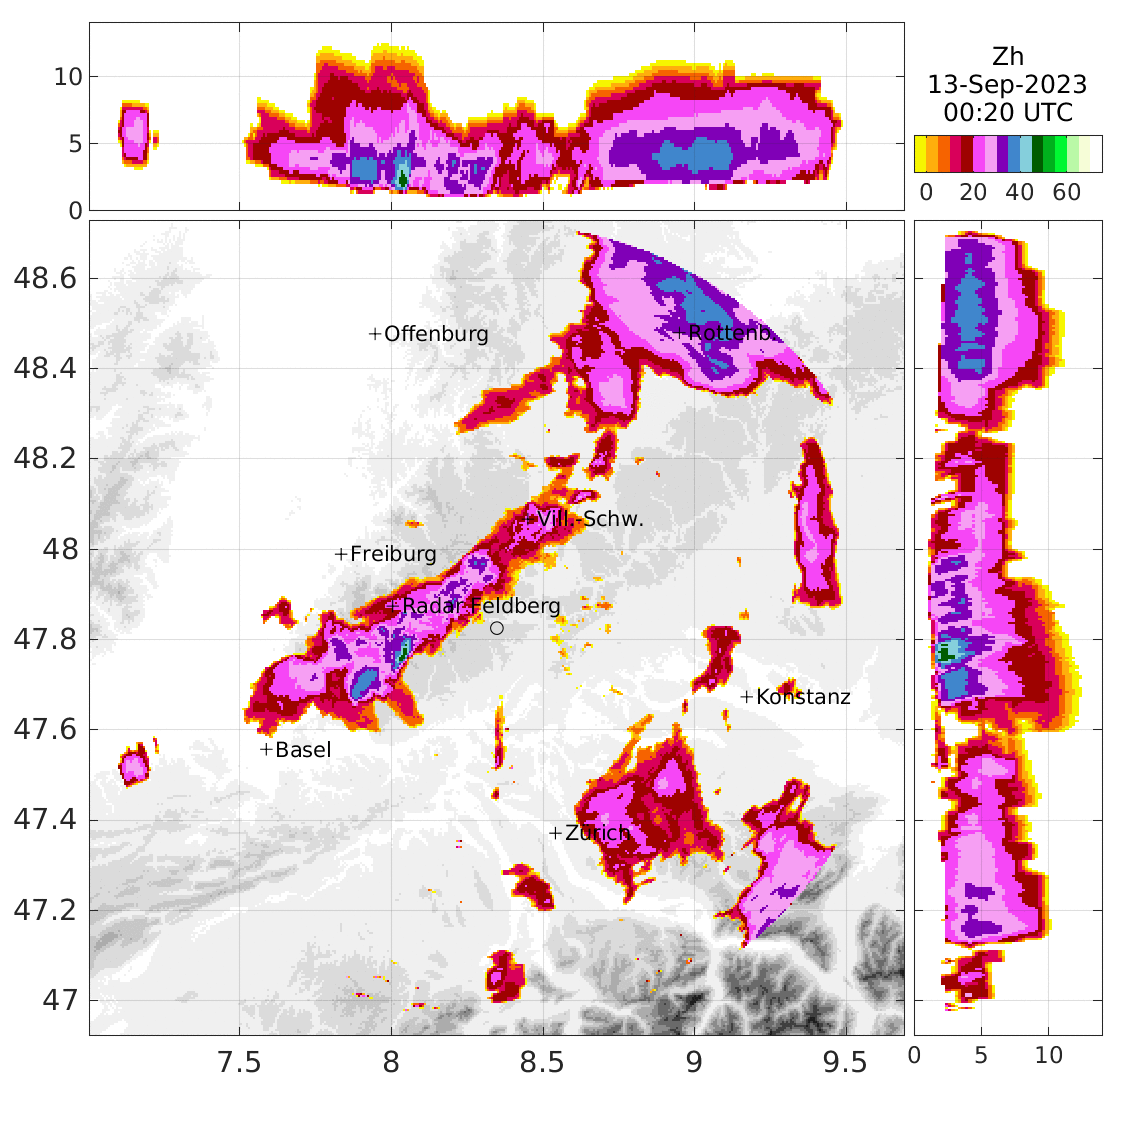 10
5
0
Zh
13-Sep-2023
00:20 UTC
0 20 40 60
48.6
48.4
48.2
48
47.8
47.6
47.4
47.2
47
+Offenburg
+Rottenb
+Vill.-Schw.
+Freiburg
+Radar Feldberg
+Konstanz
+Basel
+Zürich
7.5 8 8.5 9 9.5
0 5 10